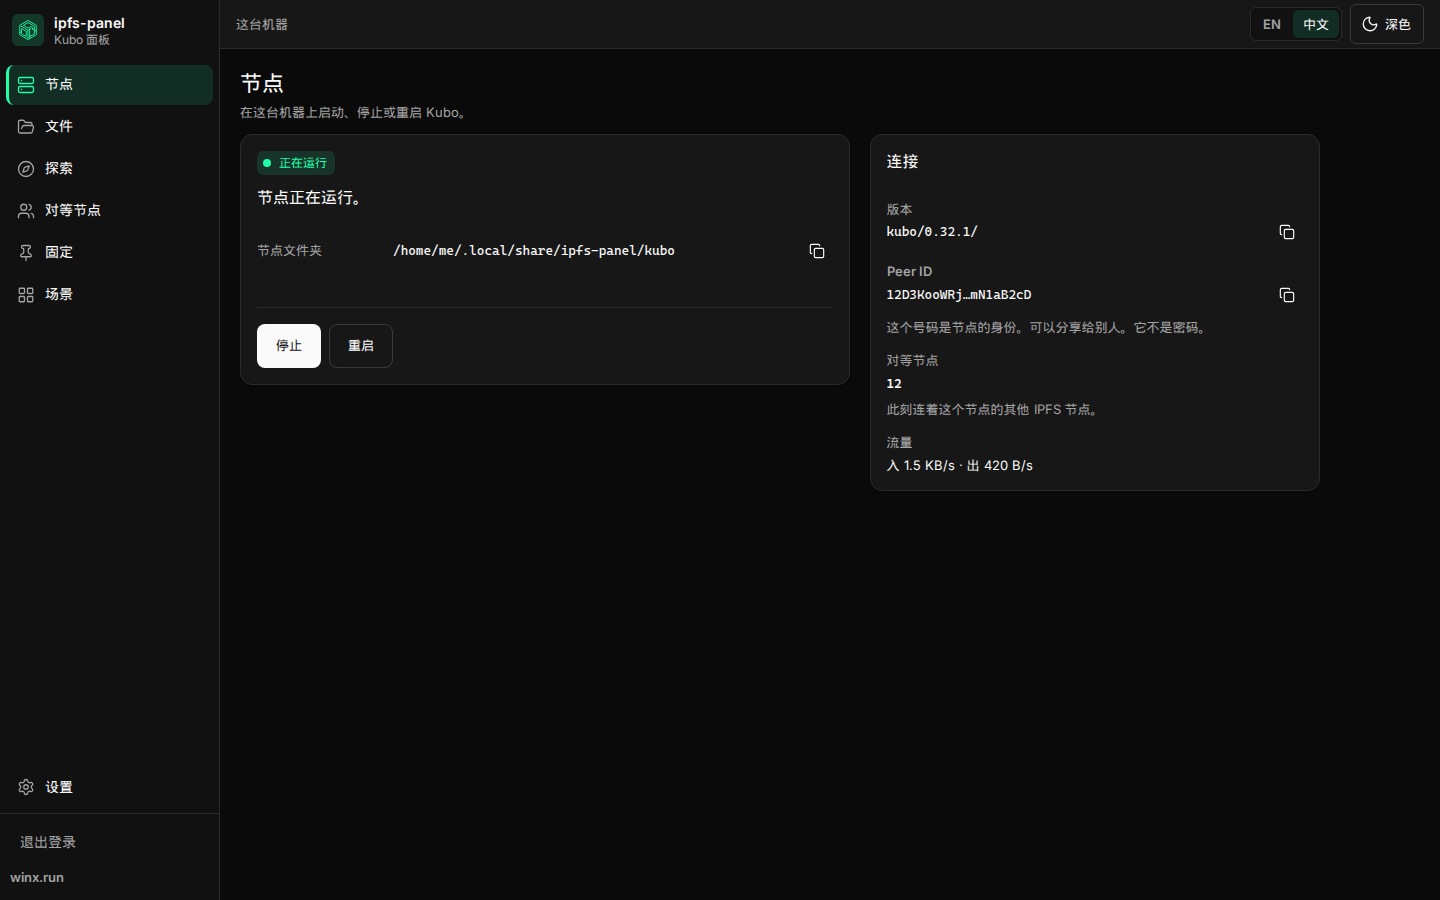 ipfs-panel
Kubo 面板
节点
文件
探索
对等节点
固定
场景
设置
退出登录
winx.run
这台机器
EN
中文
深色
节点
在这台机器上启动、停止或重启 Kubo。
正在运行
节点正在运行。
节点文件夹
/home/me/.local/share/ipfs-panel/kubo
停止
重启
连接
版本
kubo/0.32.1/
Peer ID
12D3KooWRj…mN1aB2cD
这个号码是节点的身份。可以分享给别人。它不是密码。
对等节点
12
此刻连着这个节点的其他 IPFS 节点。
流量
入 1.5 KB/s · 出 420 B/s